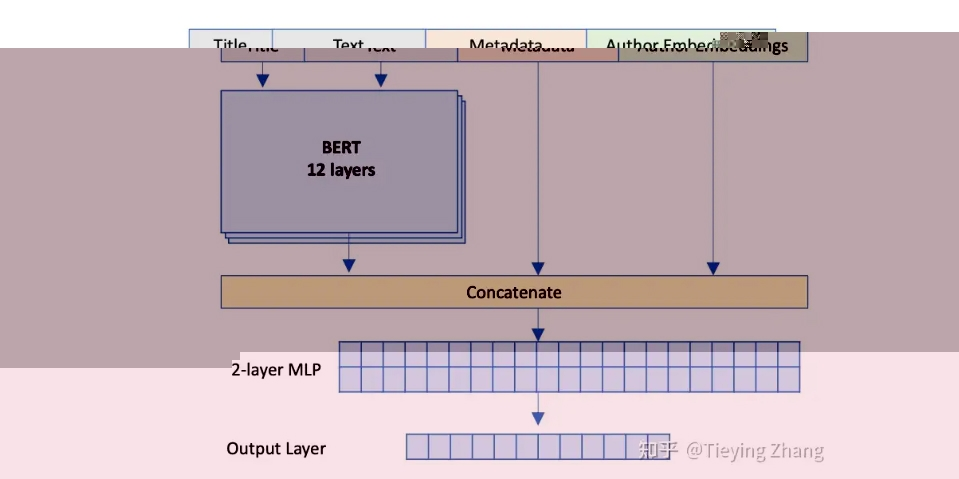 Title Text Metadata Author Embeddings
BERT
12 layers
Concatenate
2-layer MLP
Output Layer
知乎 @Tieying Zhang